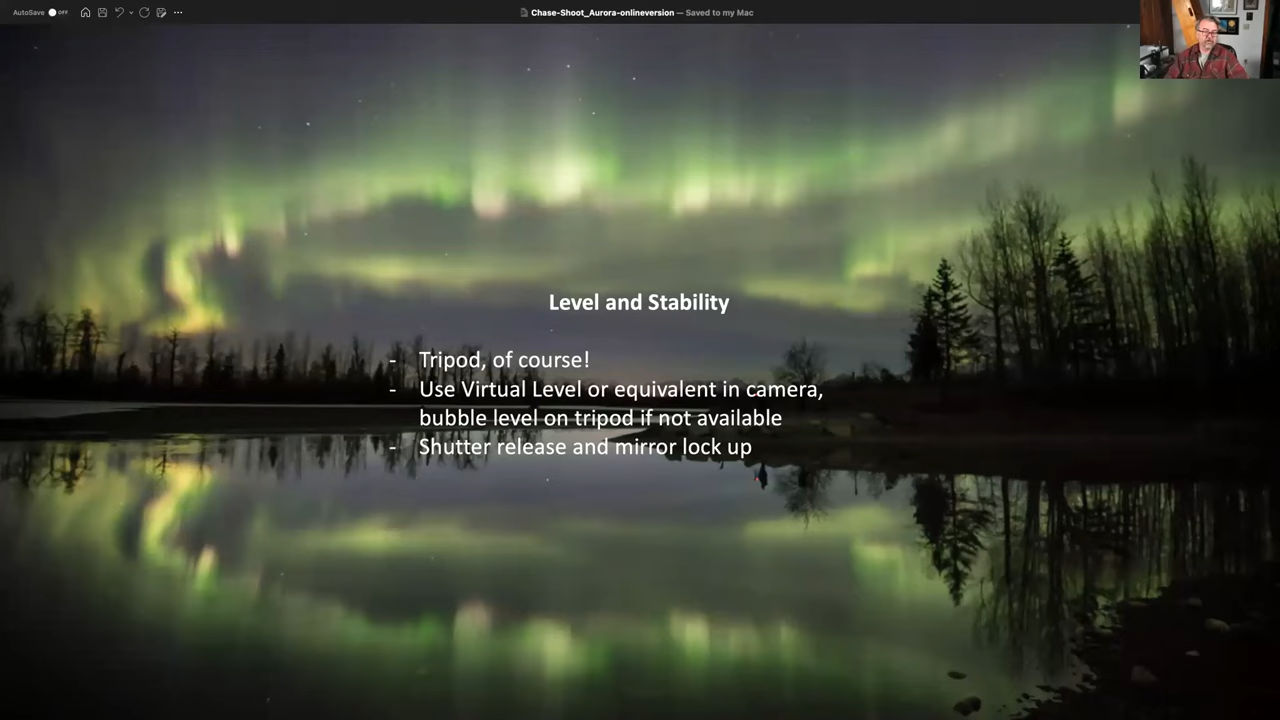 AutoSave OFF
Chase-Shoot_Aurora-onlineversion — Saved to my Mac
Level and Stability
- Tripod, of course!
- Use Virtual Level or equivalent in camera,
bubble level on tripod if not available
- Shutter release and mirror lock up